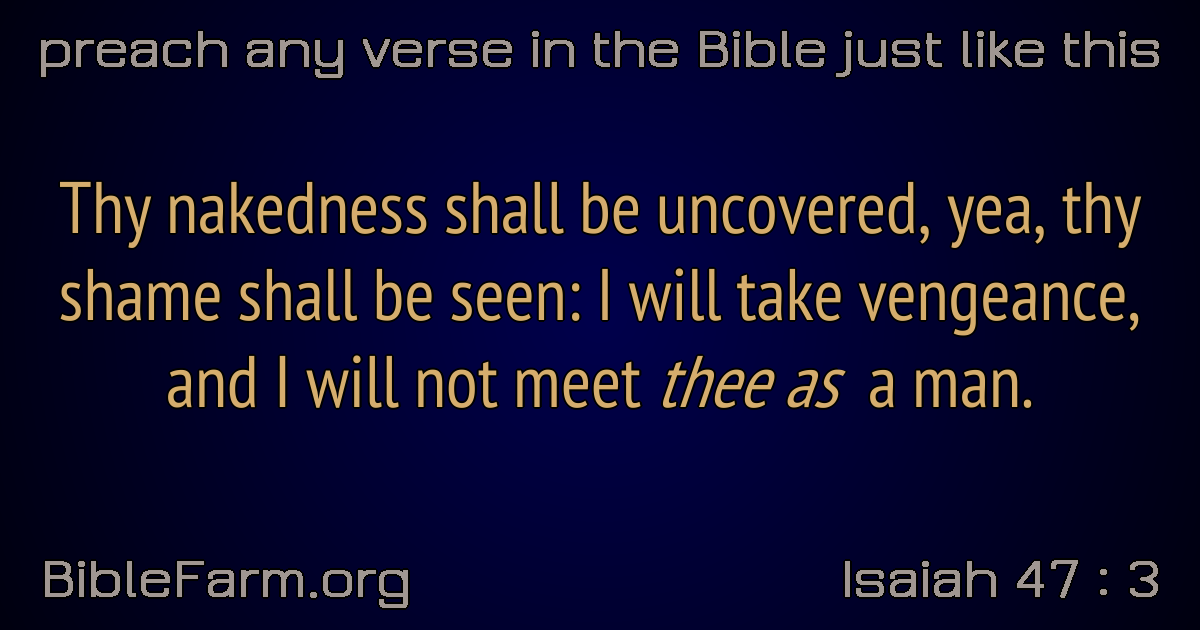 preach any verse in the Bible just like this
Thy nakedness shall be uncovered, yea, thy
shame shall be seen: I will take vengeance,
and I will not meet thee as a man.
BibleFarm.org
Isaiah 47 : 3